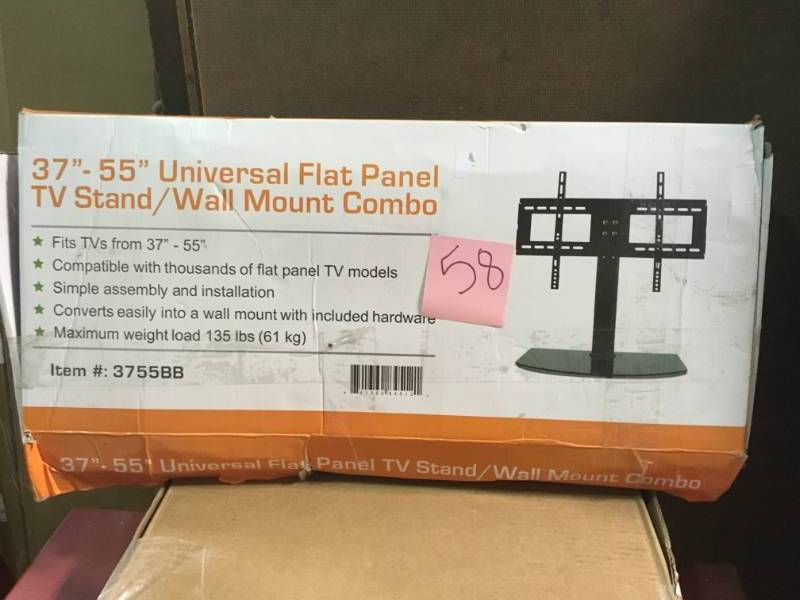 37”- 55” Universal Flat Panel
TV Stand/Wall Mount Combo
Fits TVs from 37” - 55”
Compatible with thousands of flat panel TV models
Simple assembly and installation
Converts easily into a wall mount with included hardware
Maximum weight load 135 lbs (61 kg)
58
Item #: 3755BB
37”- 55” Universal Flat Panel TV Stand/Wall Mount Combo